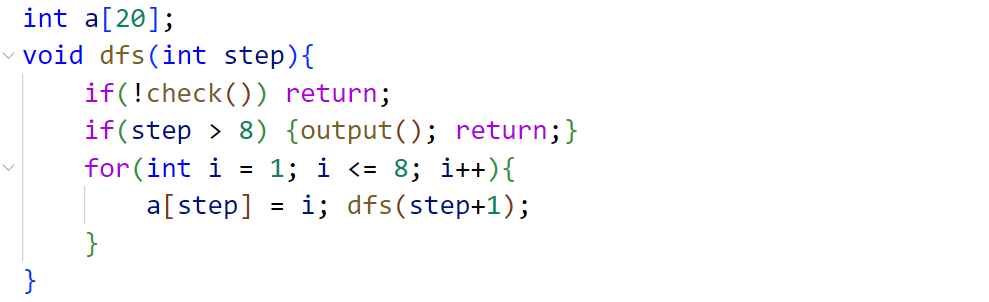 int a[20];
void dfs(int step){
    if(!check()) return;
    if(step > 8) {output(); return;}
    for(int i = 1; i <= 8; i++){
        a[step] = i; dfs(step+1);
    }
}